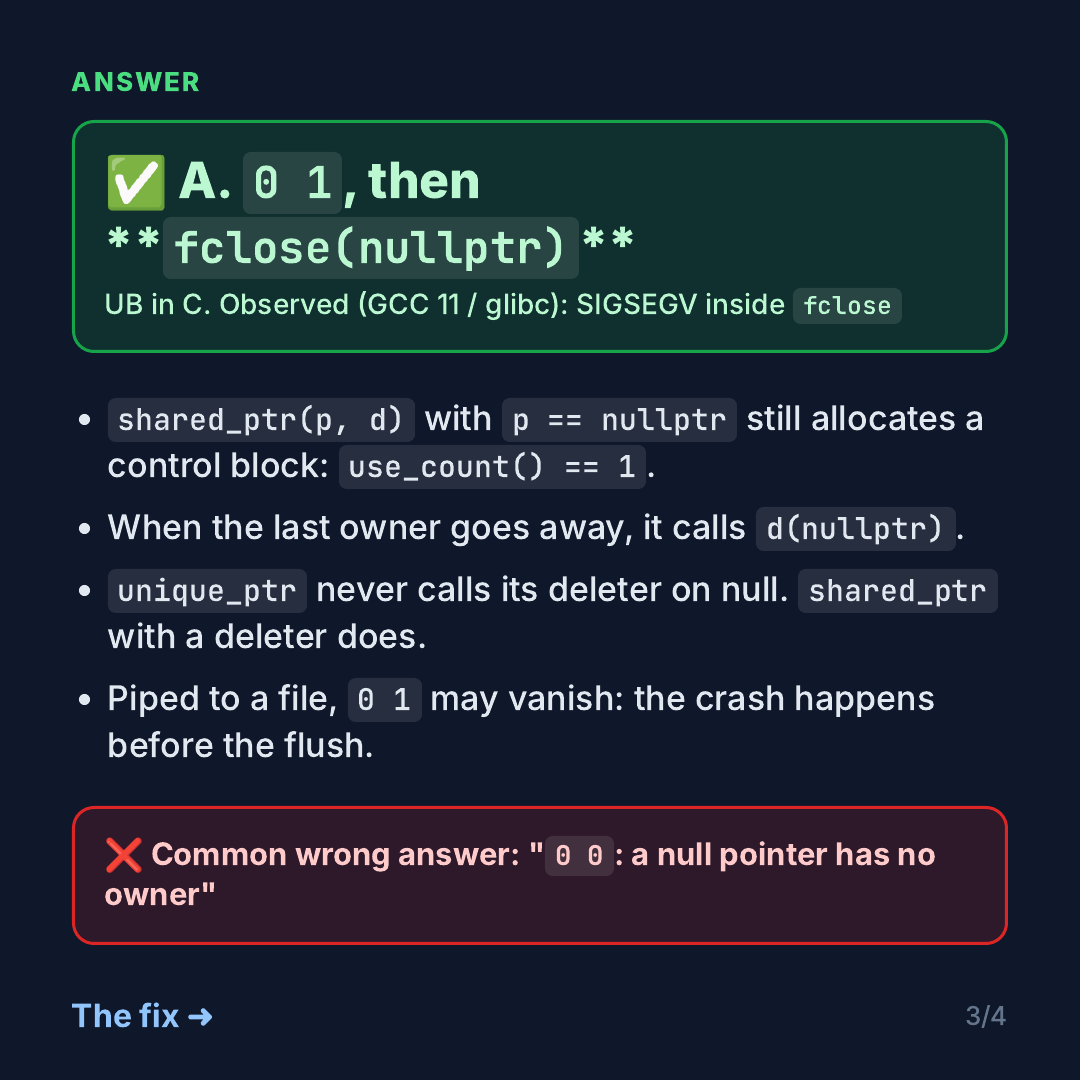 ANSWER
✅ A. 0 1, then
**fclose(nullptr)**
UB in C. Observed (GCC 11 / glibc): SIGSEGV inside fclose
• shared_ptr(p, d) with p == nullptr still allocates a
control block: use_count() == 1.
• When the last owner goes away, it calls d(nullptr).
• unique_ptr never calls its deleter on null. shared_ptr
with a deleter does.
• Piped to a file, 0 1 may vanish: the crash happens
before the flush.
❌ Common wrong answer: "0 0: a null pointer has no
owner"
The fix ➜
3/4